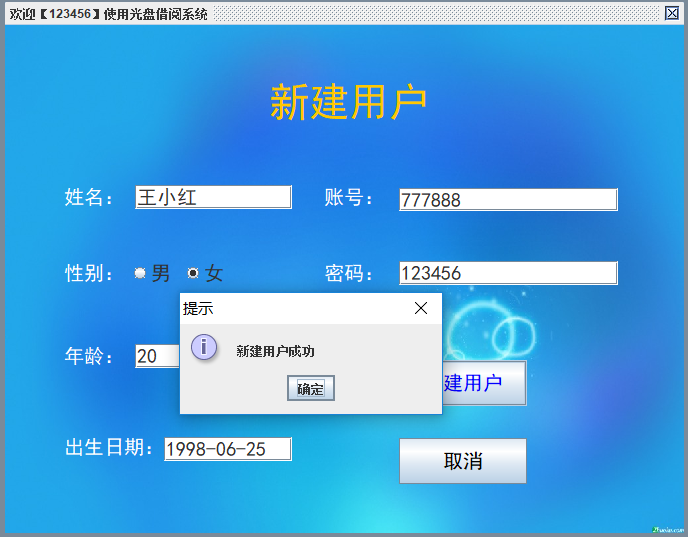 欢迎【123456】使用光盘借阅系统
新建用户
姓名： 王小红 账号： 777888
性别： 男 女 密码： 123456
提示
新建用户成功
年龄： 20
建用户
确定
出生日期： 1998-06-25
取消